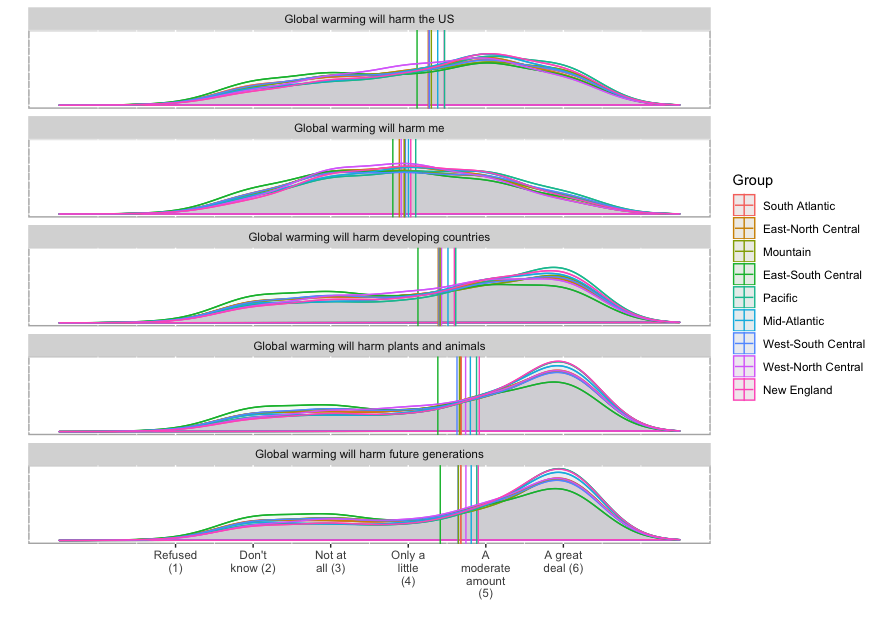 Global warming will harm the US
Global warming will harm me
Global warming will harm developing countries
Global warming will harm plants and animals
Global warming will harm future generations
Refused
(1)
Don't
know (2)
Not at
all (3)
Only a
little
(4)
A
moderate
amount
(5)
A great
deal (6)
Group
South Atlantic
East-North Central
Mountain
East-South Central
Pacific
Mid-Atlantic
West-South Central
West-North Central
New England